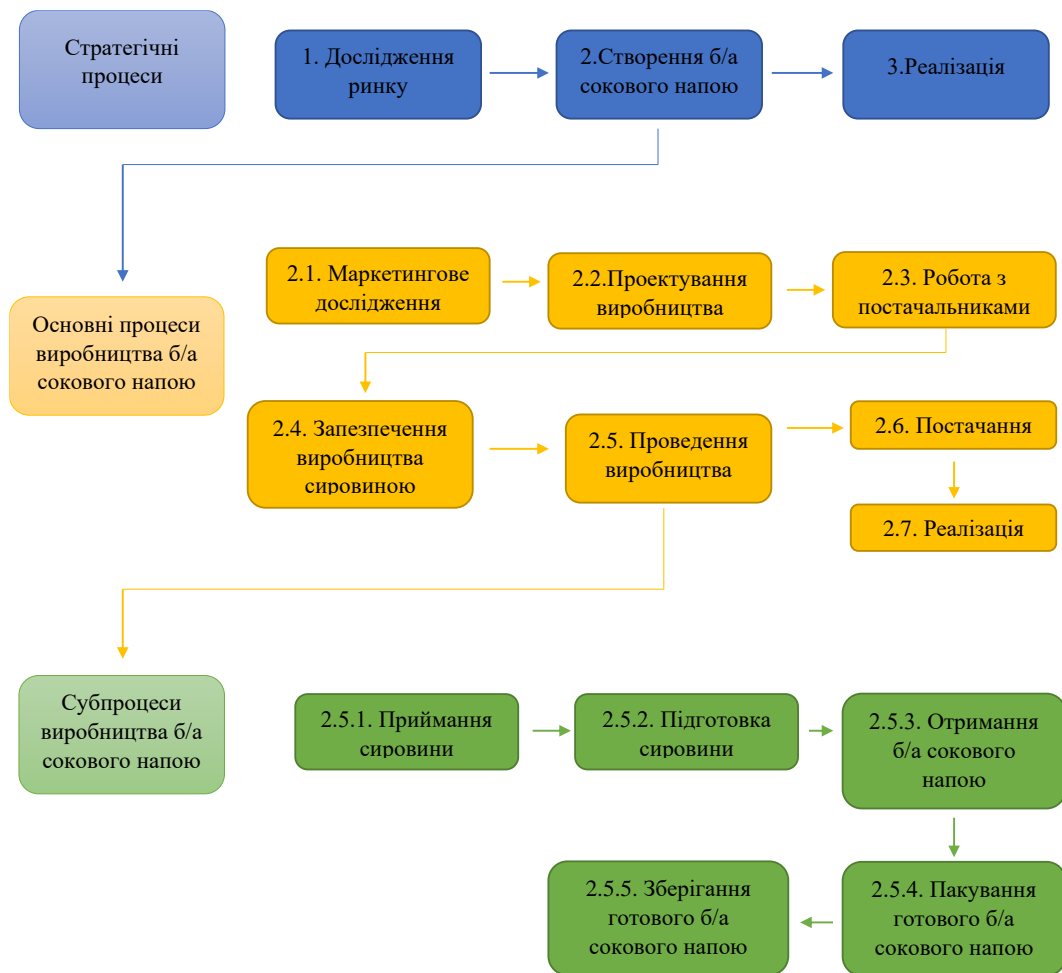 Стратегічні
процеси
1. Дослідження
ринку
2.Створення б/а
сокового напою
3.Реалізація
Основні процеси
виробництва б/а
сокового напою
2.1. Маркетингове
дослідження
2.2.Проектування
виробництва
2.3. Робота з
постачальниками
2.4. Запезпечення
виробництва
сировиною
2.5. Проведення
виробництва
2.6. Постачання
2.7. Реалізація
Субпроцеси
виробництва б/а
сокового напою
2.5.1. Приймання
сировини
2.5.2. Підготовка
сировини
2.5.3. Отримання
б/а сокового
напою
2.5.4. Пакування
готового б/а
сокового напою
2.5.5. Зберігання
готового б/а
сокового напою